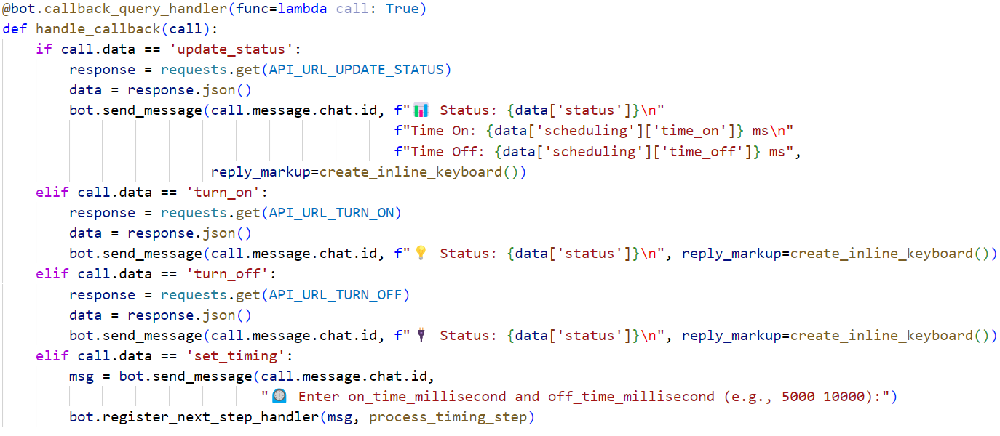 @bot.callback_query_handler(func=lambda call: True)
def handle_callback(call):
    if call.data == 'update_status':
        response = requests.get(API_URL_UPDATE_STATUS)
        data = response.json()
        bot.send_message(call.message.chat.id, f"📊 Status: {data['status']}\n"
                                               f"Time On: {data['scheduling']['time_on']} ms\n"
                                               f"Time Off: {data['scheduling']['time_off']} ms",
                         reply_markup=create_inline_keyboard())
    elif call.data == 'turn_on':
        response = requests.get(API_URL_TURN_ON)
        data = response.json()
        bot.send_message(call.message.chat.id, f"💡 Status: {data['status']}\n", reply_markup=create_inline_keyboard())
    elif call.data == 'turn_off':
        response = requests.get(API_URL_TURN_OFF)
        data = response.json()
        bot.send_message(call.message.chat.id, f"🔌 Status: {data['status']}\n", reply_markup=create_inline_keyboard())
    elif call.data == 'set_timing':
        msg = bot.send_message(call.message.chat.id,
                               "⏲ Enter on_time_millisecond and off_time_millisecond (e.g., 5000 10000):")
        bot.register_next_step_handler(msg, process_timing_step)